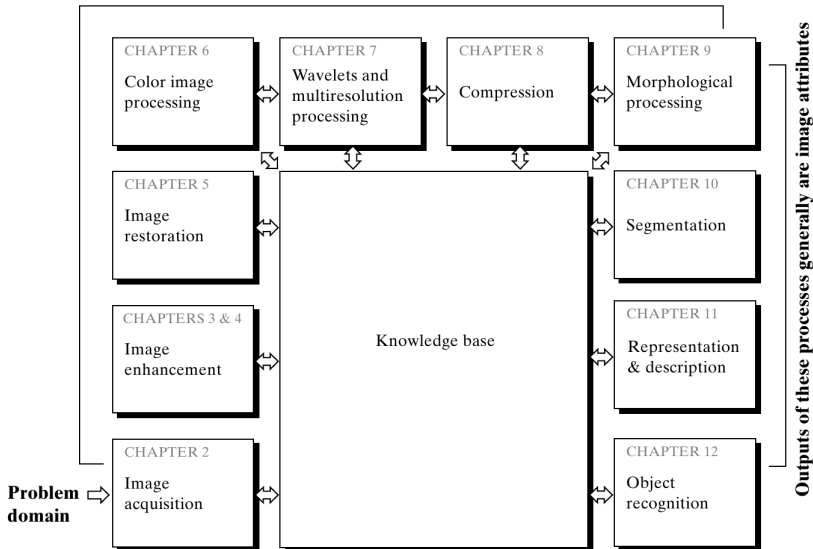 CHAPTER 6
Color image
processing
CHAPTER 7
Wavelets and
multiresolution
processing
CHAPTER 8
Compression
CHAPTER 9
Morphological
processing
CHAPTER 5
Image
restoration
CHAPTER 10
Segmentation
CHAPTERS 3 & 4
Image
enhancement
Knowledge base
CHAPTER 11
Representation
& description
CHAPTER 2
Image
acquisition
CHAPTER 12
Object
recognition
Problem
domain
Outputs of these processes generally are image attributes